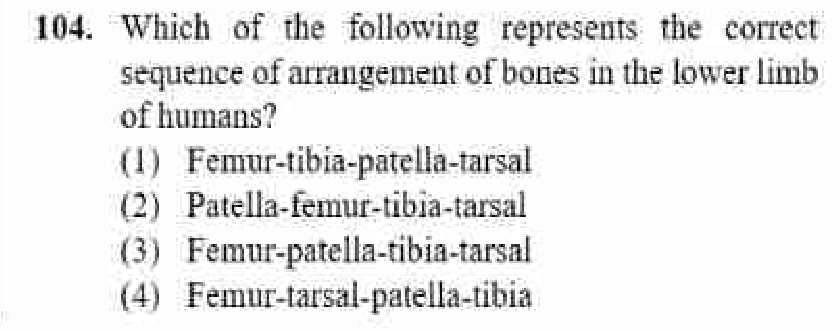 104. Which of the following represents the correct
sequence of arrangement of bones in the lower limb
of humans?
(1) Femur-tibia-patella-tarsal
(2) Patella-femur-tibia-tarsal
(3) Femur-patella-tibia-tarsal
(4) Femur-tarsal-patella-tibia